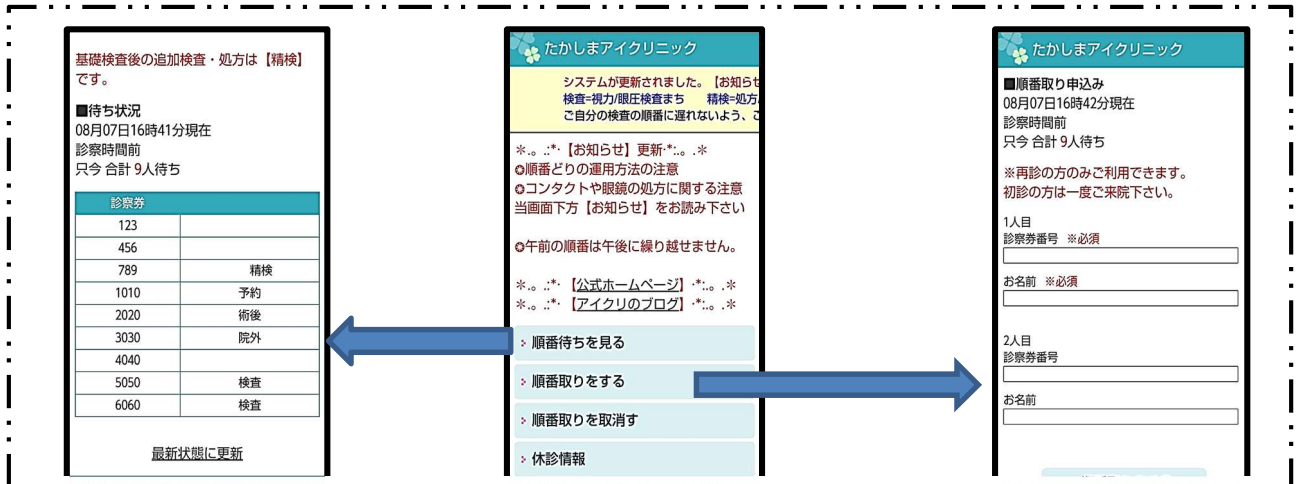 基礎検査後の追加検査・処方は【精検】
です。
■待ち状況
08月07日16時41分現在
診察時間前
只今 合計 9人待ち
診察券
123
456
789 精検
1010 予約
2020 術後
3030 院外
4040
5050 検査
6060 検査
最新状態に更新
たかしまアイクリニック
システムが更新されました。【お知らせ
検査=視力/眼圧検査まち 精検=処方
ご自分の検査の順番に遅れないよう、
＊.。.:*･【お知らせ】更新･*:.。.＊
✪順番どりの運用方法の注意
✪コンタクトや眼鏡の処方に関する注意
当画面下方【お知らせ】をお読み下さい
✪午前の順番は午後に繰り越せません。
＊.。.:*･【公式ホームページ】･*:.。.＊
＊.。.:*･【アイクリのブログ】･*:.。.＊
順番待ちを見る
順番取りをする
順番取りを取消す
休診情報
たかしまアイクリニック
■順番取り申込み
08月07日16時42分現在
診察時間前
只今 合計 9人待ち
※再診の方のみご利用できます。
初診の方は一度ご来院下さい。
1人目
診察券番号 ※必須
お名前 ※必須
2人目
診察券番号
お名前